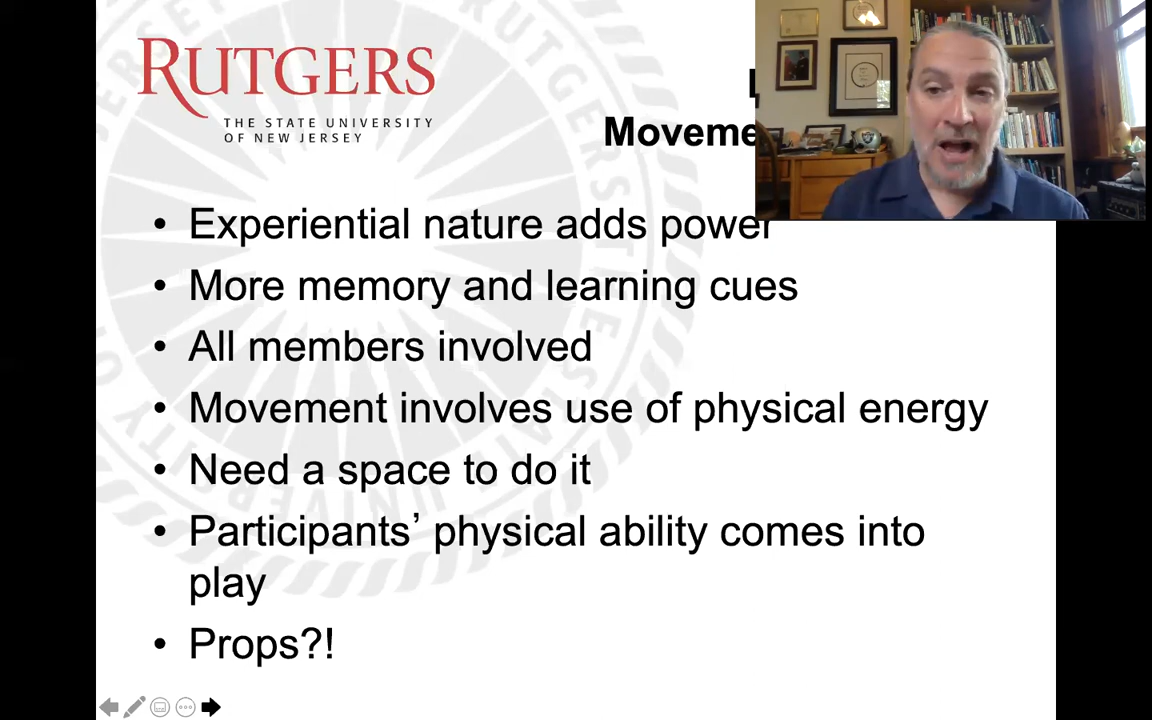 RUTGERS
THE STATE UNIVERSITY
OF NEW JERSEY
• Experiential nature adds power
• More memory and learning cues
• All members involved
• Movement involves use of physical energy
• Need a space to do it
• Participants’ physical ability comes into
play
• Props?!